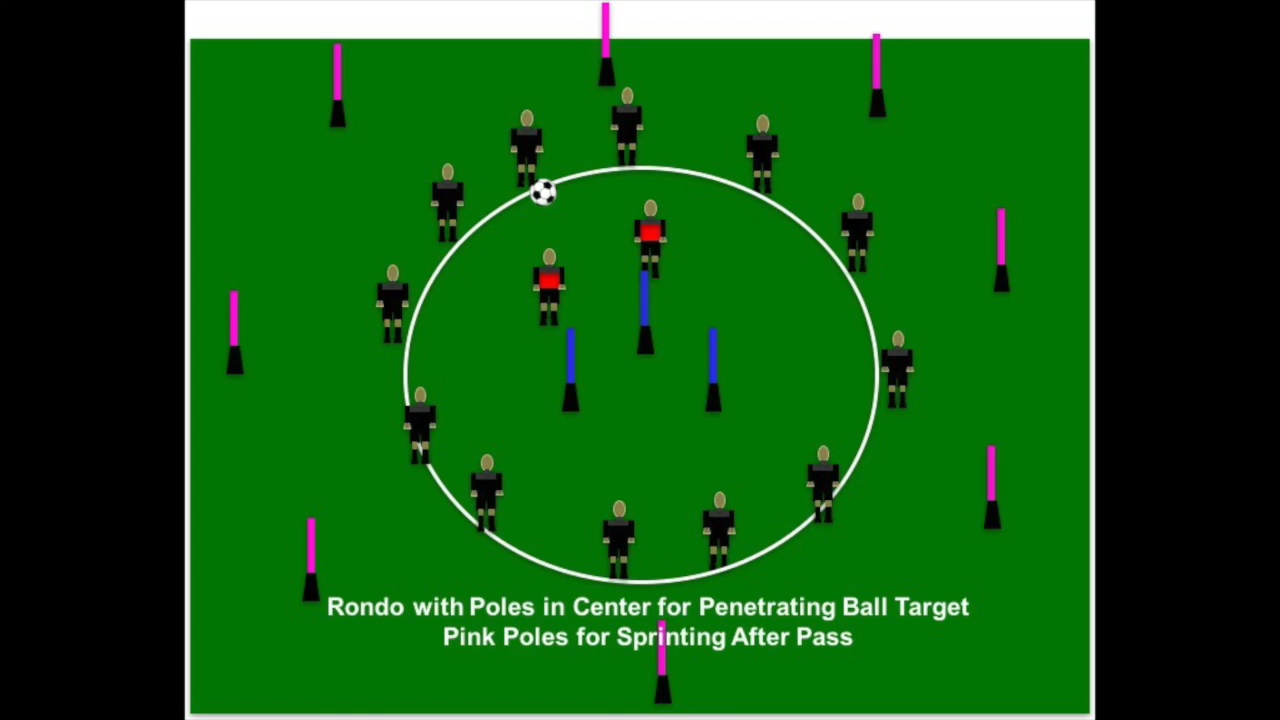 Rondo with Poles in Center for Penetrating Ball Target
Pink Poles for Sprinting After Pass